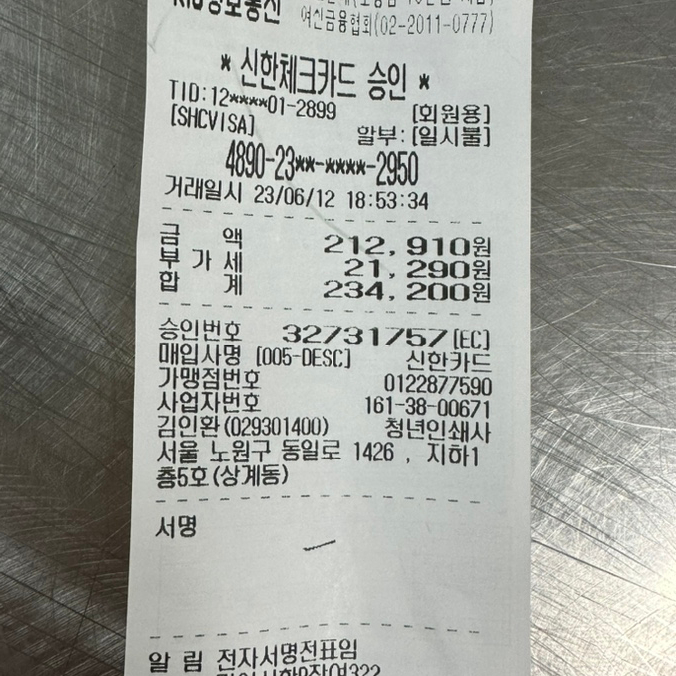 여신금융협회(02-2011-0777)
* 신한체크카드 승인 *
TID:12****01-2899 [회원용]
[SHCVISA] 할부:[일시불]
4890-23**-****-2950
거래일시 23/06/12 18:53:34
금 액 212,910원
부 가 세 21,290원
합 계 234,200원
승인번호 32731757[EC]
매입사명 [005-DESC] 신한카드
가맹점번호 0122877590
사업자번호 161-38-00671
김인환(029301400) 청년인쇄사
서울 노원구 동일로 1426 , 지하1
층5호(상계동)
서명
알 림 전자서명전표임